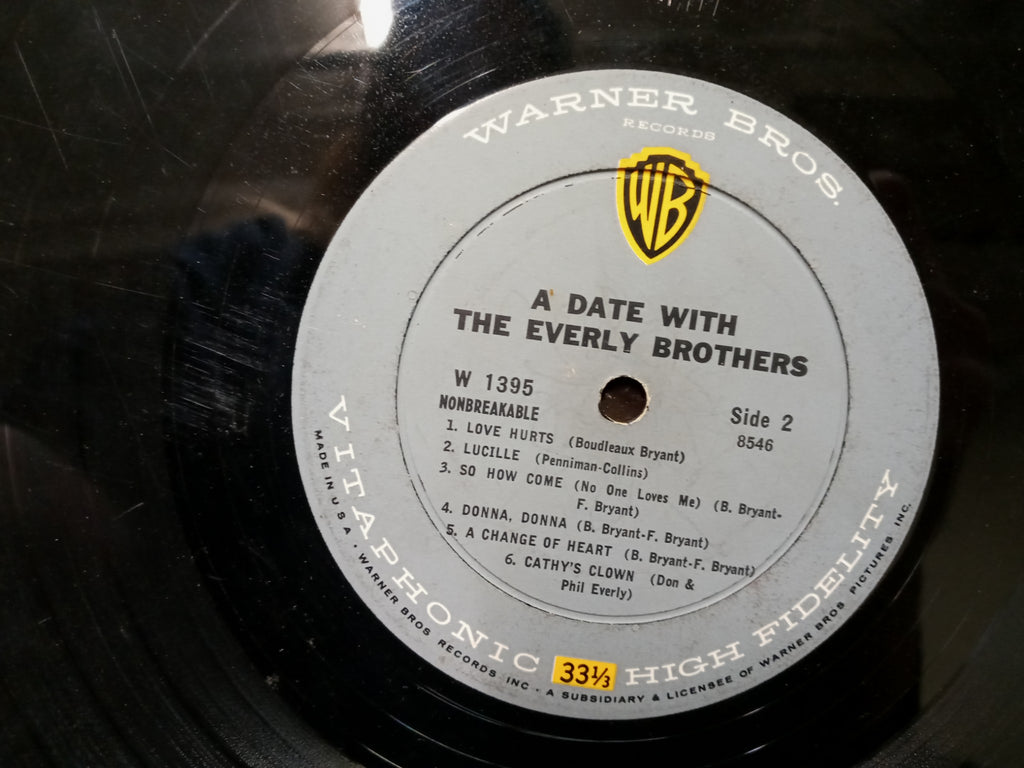 WARNER BROS.
RECORDS
WB
A DATE WITH
THE EVERLY BROTHERS
W 1395
NONBREAKABLE
Side 2
8546
1. LOVE HURTS (Boudleaux Bryant)
2. LUCILLE (Penniman-Collins)
3. SO HOW COME (No One Loves Me) (B. Bryant-
F. Bryant)
4. DONNA, DONNA (B. Bryant-F. Bryant)
5. A CHANGE OF HEART (B. Bryant-F. Bryant)
6. CATHY'S CLOWN (Don &
Phil Everly)
VITAPHONIC 33⅓ HIGH FIDELITY
MADE IN U S A • WARNER BROS RECORDS INC • A SUBSIDIARY & LICENSEE OF WARNER BROS PICTURES INC.